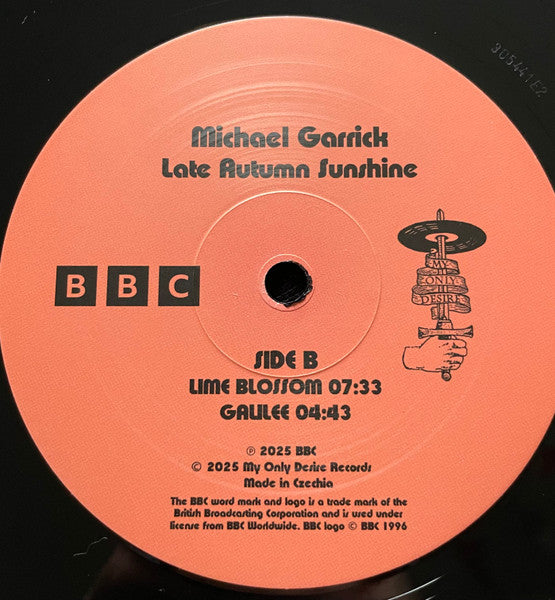 305441E2
Michael Garrick
Late Autumn Sunshine
BBC
MY
ONLY
DESIRE
SIDE B
LIME BLOSSOM 07:33
GALILEE 04:43
℗ 2025 BBC
© 2025 My Only Desire Records
Made in Czechia
The BBC word mark and logo is a trade mark of the
British Broadcasting Corporation and is used under
license from BBC Worldwide. BBC logo © BBC 1996